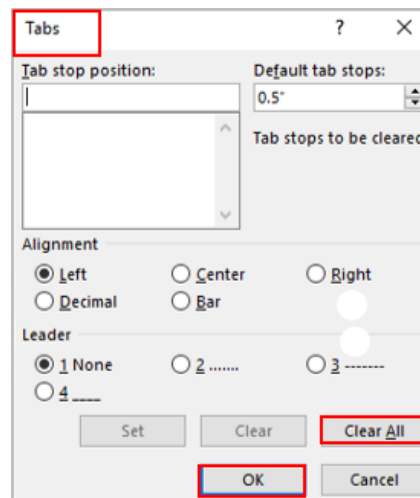 Tabs ?
Tab stop position: Default tab stops:
0.5"
Tab stops to be cleared
Alignment
Left Center Right
Decimal Bar
Leader
1 None 2 ....... 3 -------
4 ____
Set Clear Clear All
OK Cancel